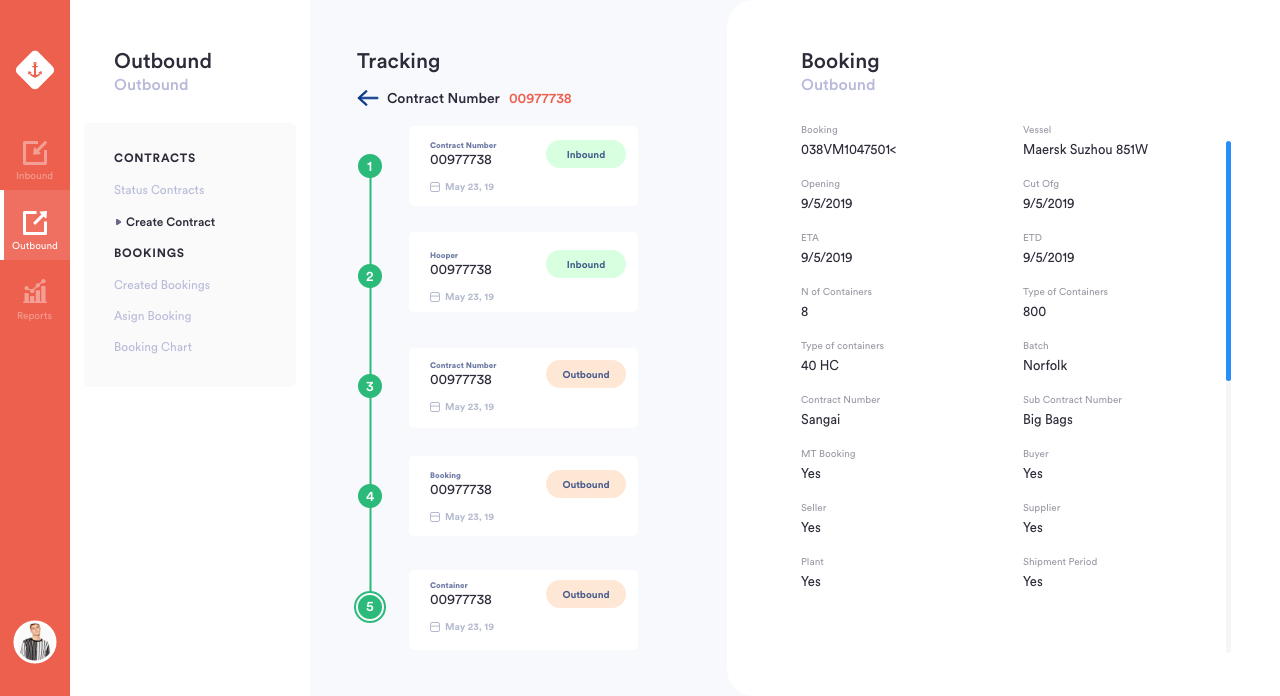 Inbound
Outbound
Reports
Outbound
Outbound
CONTRACTS
Status Contracts
Create Contract
BOOKINGS
Created Bookings
Asign Booking
Booking Chart
Tracking
Contract Number 00977738
1
Contract Number
00977738
Inbound
May 23, 19
2
Hooper
00977738
Inbound
May 23, 19
3
Contract Number
00977738
Outbound
May 23, 19
4
Booking
00977738
Outbound
May 23, 19
5
Container
00977738
Outbound
May 23, 19
Booking
Outbound
Booking
038VM1047501<
Vessel
Maersk Suzhou 851W
Opening
9/5/2019
Cut Ofg
9/5/2019
ETA
9/5/2019
ETD
9/5/2019
N of Containers
8
Type of Containers
800
Type of containers
40 HC
Batch
Norfolk
Contract Number
Sangai
Sub Contract Number
Big Bags
MT Booking
Yes
Buyer
Yes
Seller
Yes
Supplier
Yes
Plant
Yes
Shipment Period
Yes